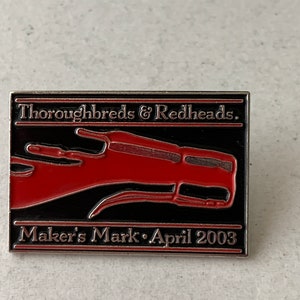 Thoroughbreds & Redheads.
Maker's Mark · April 2003